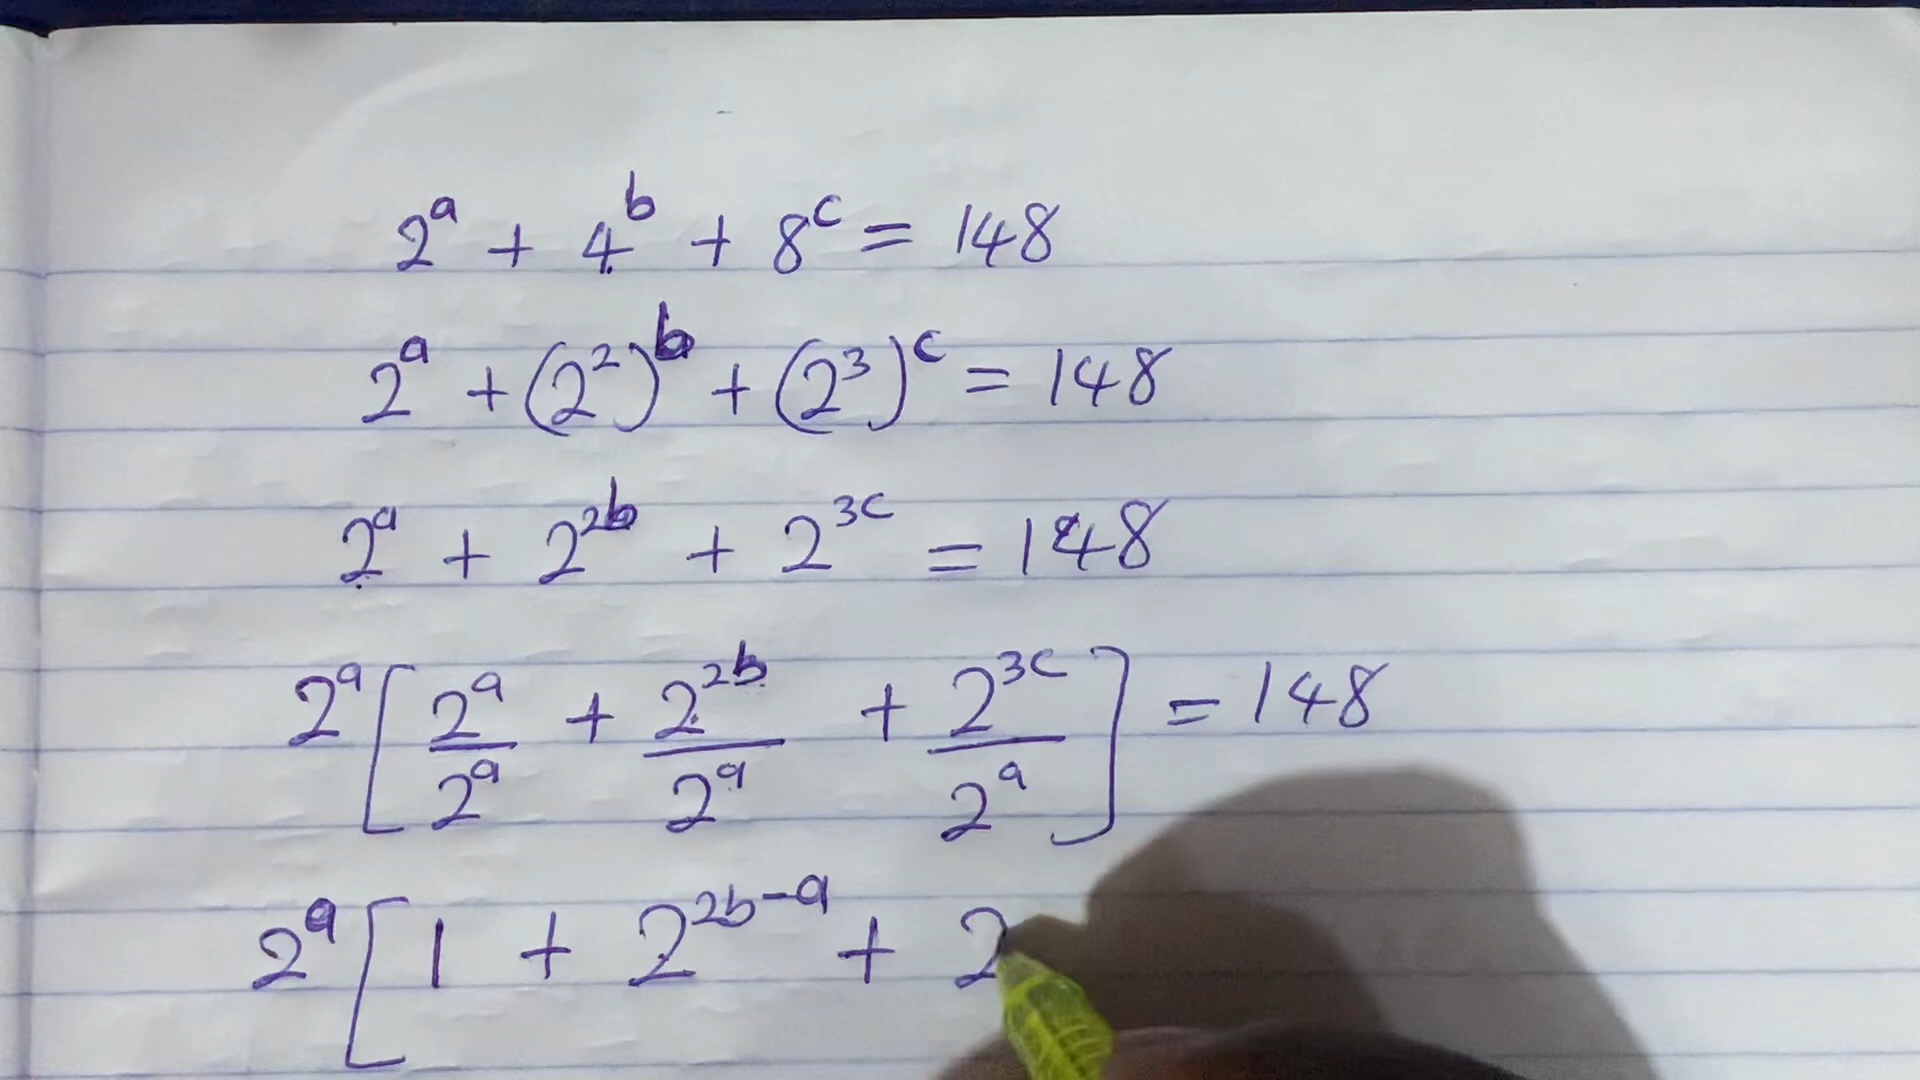 2^a + 4^b + 8^c = 148
2^a + (2^2)^b + (2^3)^c = 148
2^a + 2^{2b} + 2^{3c} = 148
2^a [ 2^a/2^a + 2^{2b}/2^a + 2^{3c}/2^a ] = 148
2^a [ 1 + 2^{2b-a} + 2